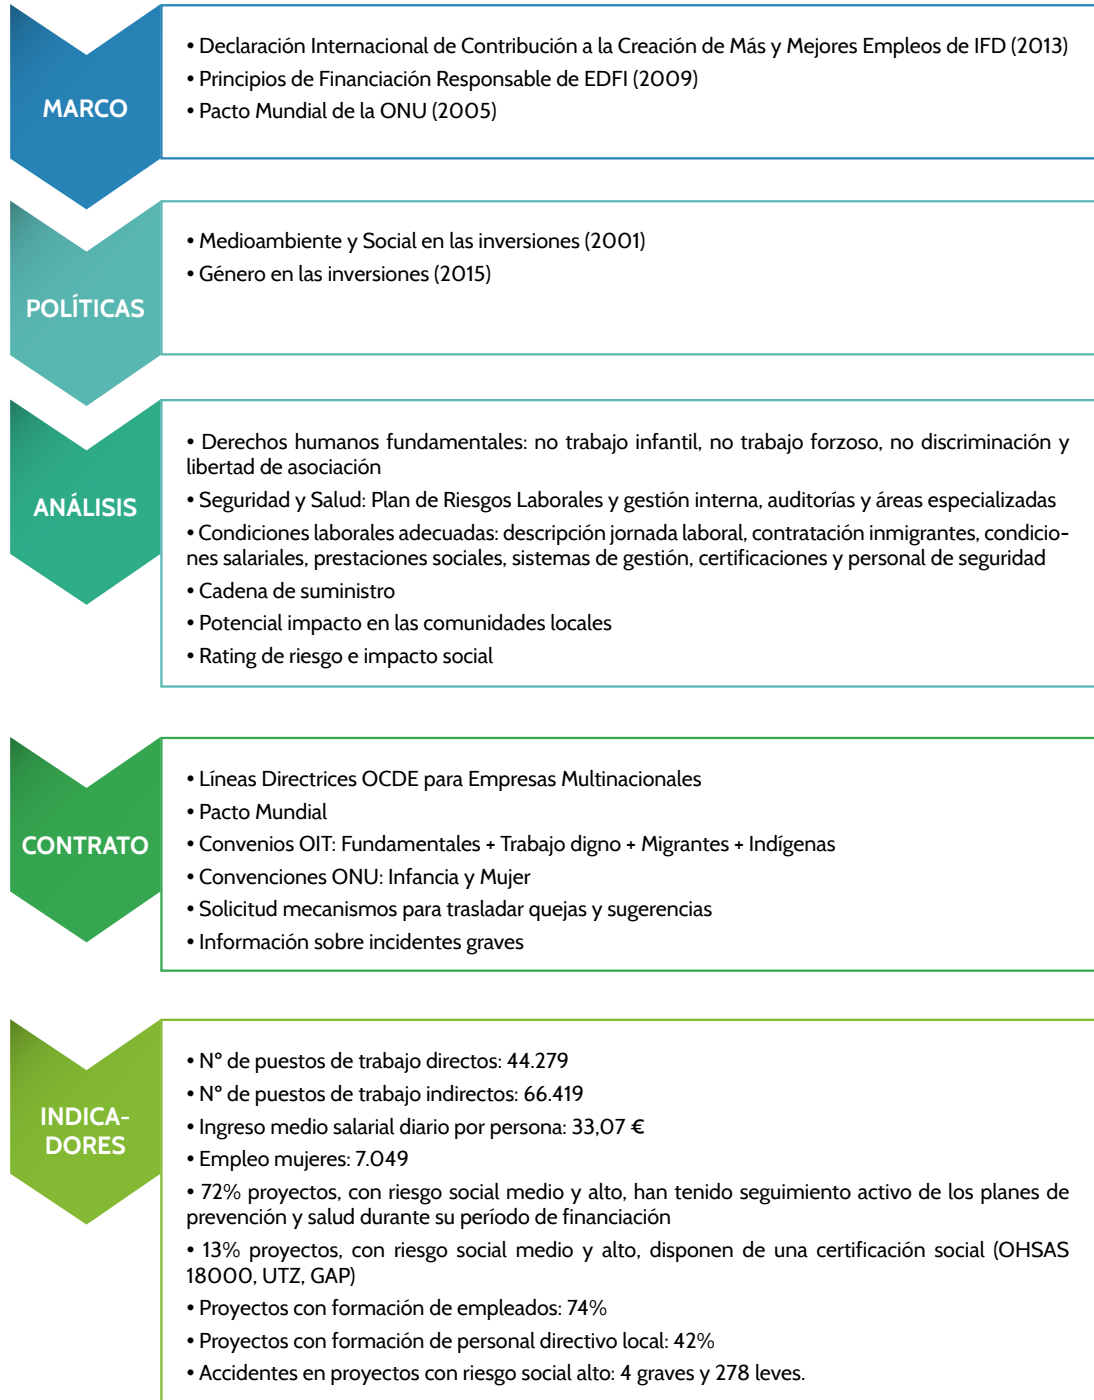 MARCO
• Declaración Internacional de Contribución a la Creación de Más y Mejores Empleos de IFD (2013)
• Principios de Financiación Responsable de EDFI (2009)
• Pacto Mundial de la ONU (2005)
POLÍTICAS
• Medioambiente y Social en las inversiones (2001)
• Género en las inversiones (2015)
ANÁLISIS
• Derechos humanos fundamentales: no trabajo infantil, no trabajo forzoso, no discriminación y
libertad de asociación
• Seguridad y Salud: Plan de Riesgos Laborales y gestión interna, auditorías y áreas especializadas
• Condiciones laborales adecuadas: descripción jornada laboral, contratación inmigrantes, condicio-
nes salariales, prestaciones sociales, sistemas de gestión, certificaciones y personal de seguridad
• Cadena de suministro
• Potencial impacto en las comunidades locales
• Rating de riesgo e impacto social
CONTRATO
• Líneas Directrices OCDE para Empresas Multinacionales
• Pacto Mundial
• Convenios OIT: Fundamentales + Trabajo digno + Migrantes + Indígenas
• Convenciones ONU: Infancia y Mujer
• Solicitud mecanismos para trasladar quejas y sugerencias
• Información sobre incidentes graves
INDICA-
DORES
• Nº de puestos de trabajo directos: 44.279
• Nº de puestos de trabajo indirectos: 66.419
• Ingreso medio salarial diario por persona: 33,07 €
• Empleo mujeres: 7.049
• 72% proyectos, con riesgo social medio y alto, han tenido seguimiento activo de los planes de
prevención y salud durante su período de financiación
• 13% proyectos, con riesgo social medio y alto, disponen de una certificación social (OHSAS
18000, UTZ, GAP)
• Proyectos con formación de empleados: 74%
• Proyectos con formación de personal directivo local: 42%
• Accidentes en proyectos con riesgo social alto: 4 graves y 278 leves.